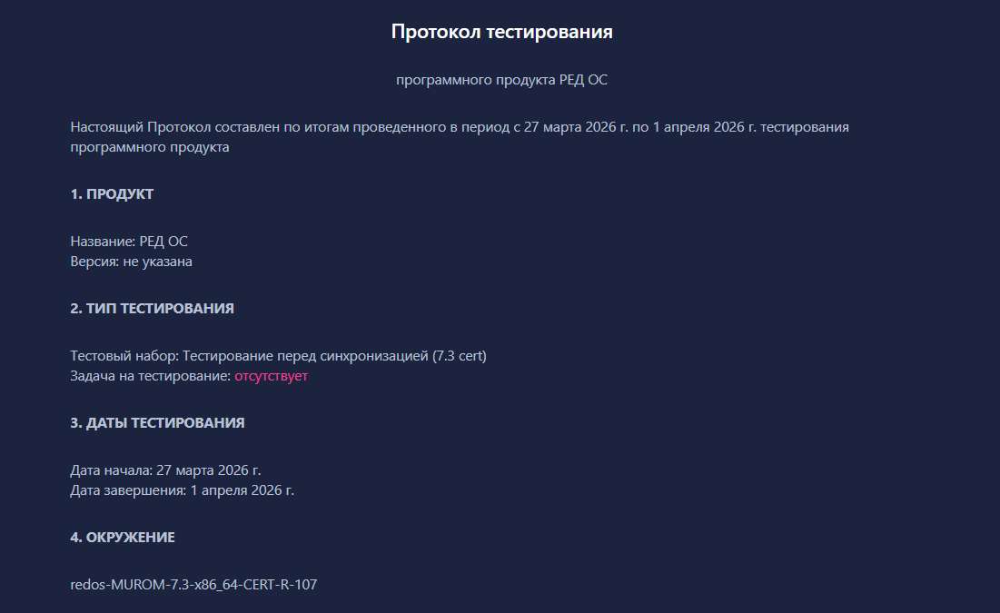 Протокол тестирования
программного продукта РЕД ОС
Настоящий Протокол составлен по итогам проведенного в период с 27 марта 2026 г. по 1 апреля 2026 г. тестирования
программного продукта
1. ПРОДУКТ
Название: РЕД ОС
Версия: не указана
2. ТИП ТЕСТИРОВАНИЯ
Тестовый набор: Тестирование перед синхронизацией (7.3 cert)
Задача на тестирование: отсутствует
3. ДАТЫ ТЕСТИРОВАНИЯ
Дата начала: 27 марта 2026 г.
Дата завершения: 1 апреля 2026 г.
4. ОКРУЖЕНИЕ
redos-MUROM-7.3-x86_64-CERT-R-107